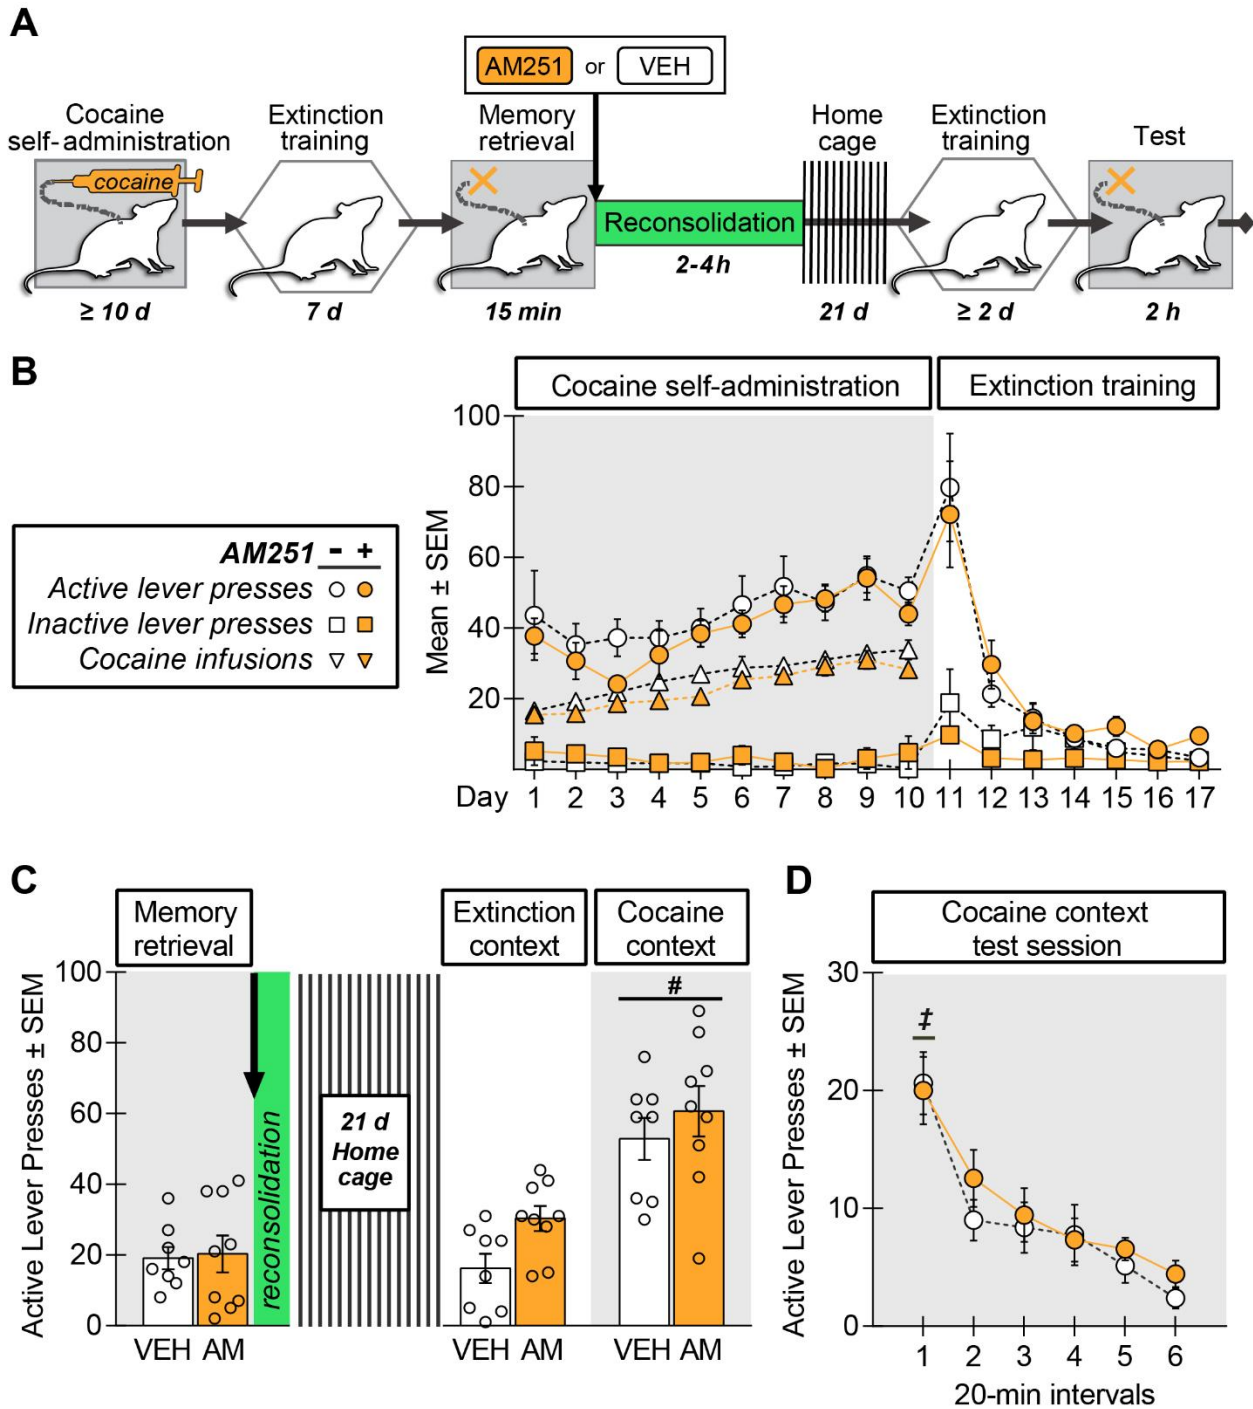 A
AM251 or VEH
Cocaine
self-administration
Extinction
training
Memory
retrieval
Home
cage
Extinction
training
Test
cocaine
Reconsolidation
≥ 10 d
7 d
15 min
2-4h
21 d
≥ 2 d
2 h
B
Cocaine self-administration
Extinction training
AM251 - +
Active lever presses
Inactive lever presses
Cocaine infusions
Mean ± SEM
100
80
60
40
20
Day 1 2 3 4 5 6 7 8 9 10 11 12 13 14 15 16 17
C
Memory
retrieval
Extinction
context
Cocaine
context
Active Lever Presses ± SEM
100
80
60
40
20
0
reconsolidation
21 d
Home
cage
#
VEH AM
VEH AM
VEH AM
D
Cocaine context
test session
Active Lever Presses ± SEM
30
20
10
0
‡
1 2 3 4 5 6
20-min intervals